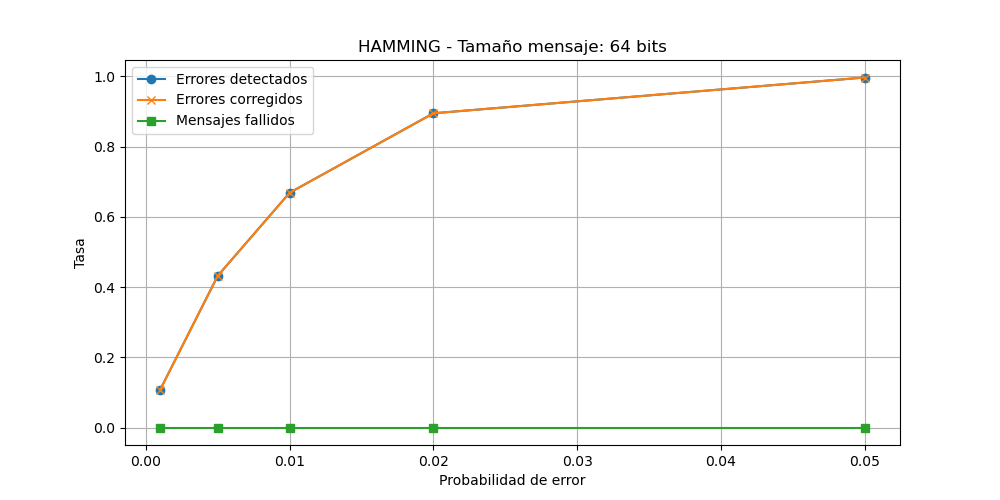 HAMMING - Tamaño mensaje: 64 bits
Errores detectados
Errores corregidos
Mensajes fallidos
1.0
0.8
0.6
0.4
0.2
0.0
Tasa
0.00 0.01 0.02 0.03 0.04 0.05
Probabilidad de error